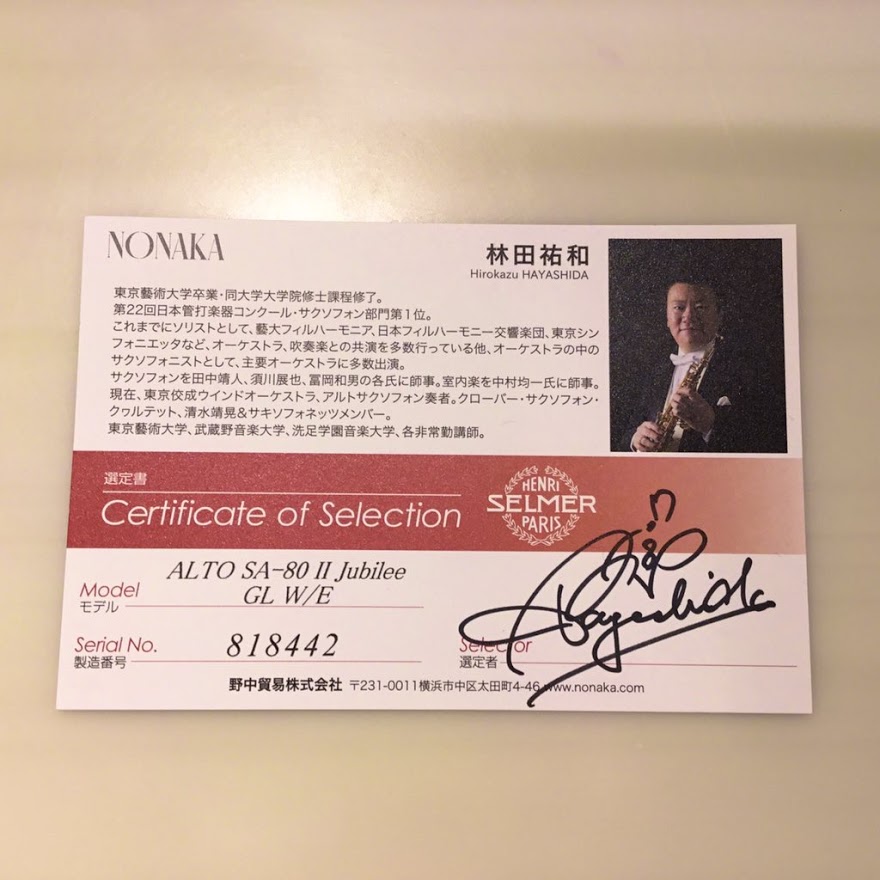 NONAKA
林田祐和
Hirokazu HAYASHIDA
東京藝術大学卒業・同大学大学院修士課程修了。
第22回日本管打楽器コンクール・サクソフォン部門第1位。
これまでにソリストとして、藝大フィルハーモニア、日本フィルハーモニー交響楽団、東京シン
フォニエッタなど、オーケストラ、吹奏楽との共演を多数行っている他、オーケストラの中の
サクソフォニストとして、主要オーケストラに多数出演。
サクソフォンを田中靖人、須川展也、冨岡和男の各氏に師事。室内楽を中村均一氏に師事。
現在、東京佼成ウインドオーケストラ、アルトサクソフォン奏者。クローバー・サクソフォン・
クヮルテット、清水靖晃＆サキソフォネッツメンバー。
東京藝術大学、武蔵野音楽大学、洗足学園音楽大学、各非常勤講師。
選定書
Certificate of Selection
HENRI
SELMER
PARIS
Model
モデル
ALTO SA-80 II Jubilee
GL W/E
Serial No.
製造番号
818442
Selector
選定者
Hayashida
野中貿易株式会社 〒231-0011横浜市中区太田町4-46 www.nonaka.com